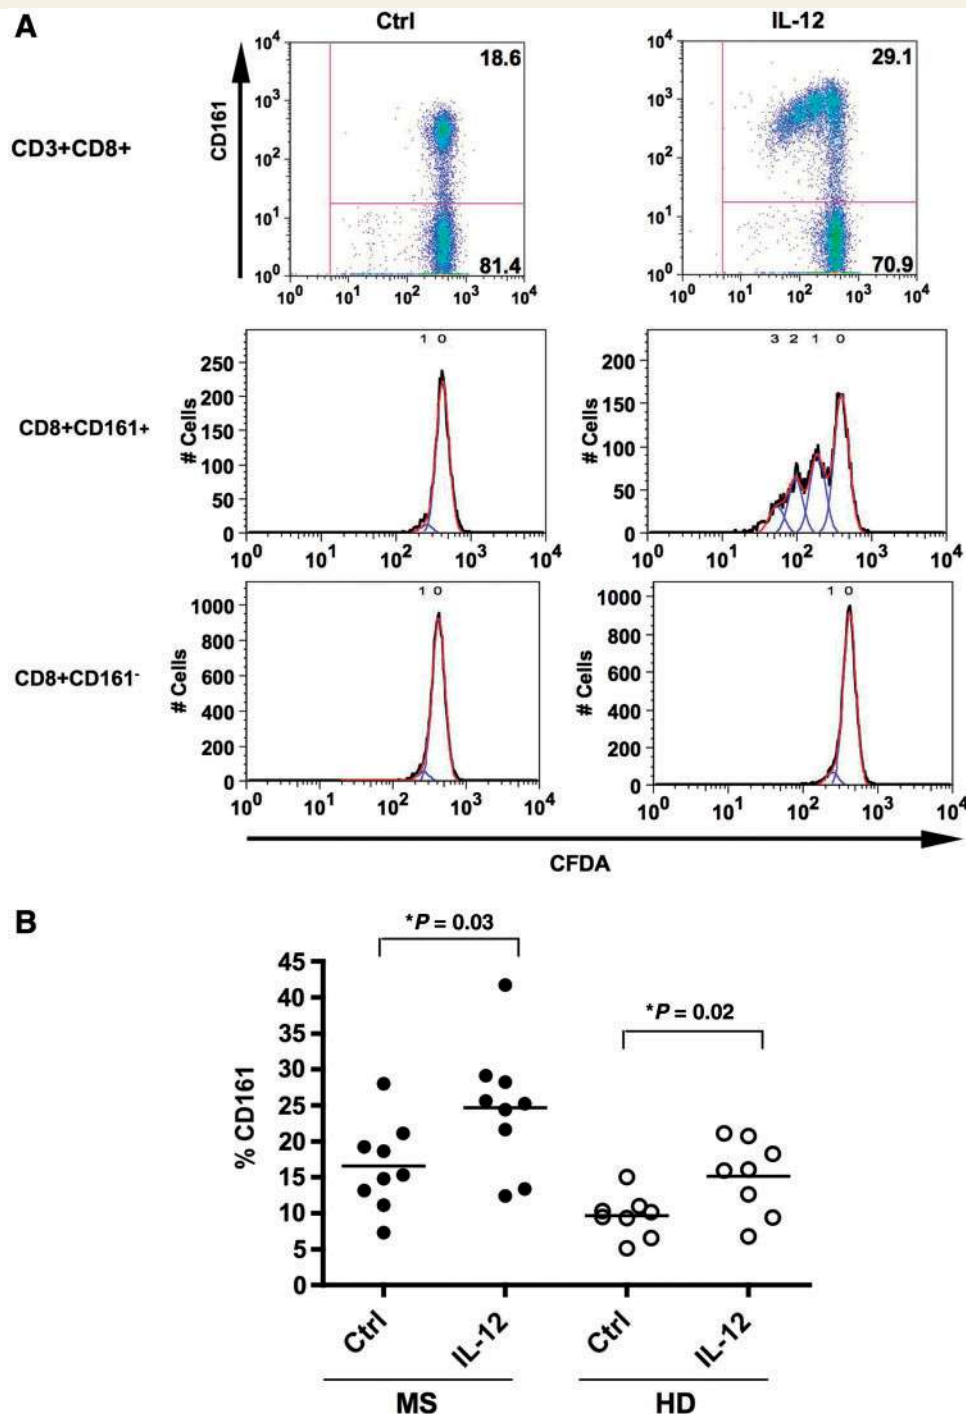 A
Ctrl
IL-12
CD3+CD8+
CD161
10⁴
10³
10²
10¹
10⁰
18.6
81.4
10⁰ 10¹ 10² 10³ 10⁴
10⁴
10³
10²
10¹
10⁰
29.1
70.9
10⁰ 10¹ 10² 10³ 10⁴
CD8+CD161+
# Cells
250
200
150
100
50
0
1 0
10⁰ 10¹ 10² 10³ 10⁴
# Cells
200
150
100
50
0
3 2 1 0
10⁰ 10¹ 10² 10³ 10⁴
CD8+CD161-
# Cells
1000
800
600
400
200
0
1 0
10⁰ 10¹ 10² 10³ 10⁴
# Cells
1000
800
600
400
200
0
1 0
10⁰ 10¹ 10² 10³ 10⁴
CFDA
B
*P = 0.03
*P = 0.02
% CD161
45
40
35
30
25
20
15
10
5
0
Ctrl IL-12 Ctrl IL-12
MS HD